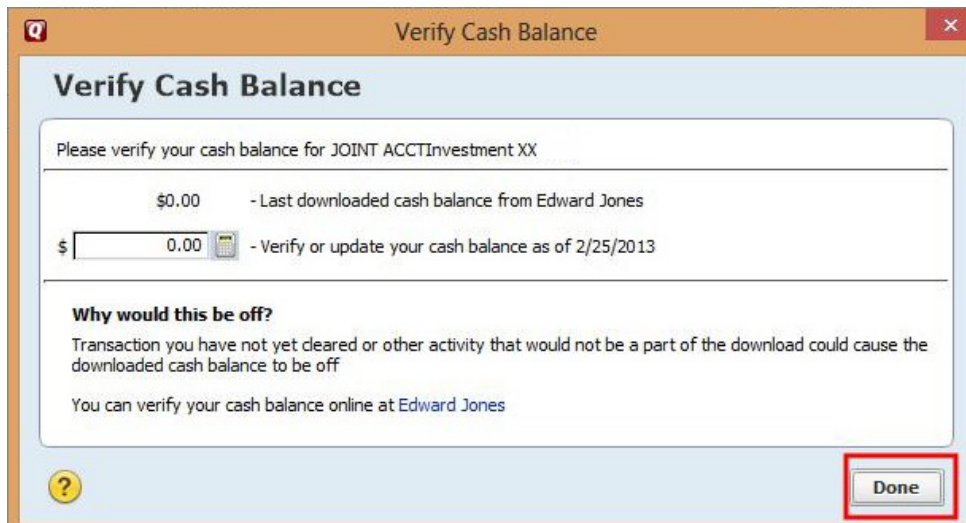 Verify Cash Balance
Verify Cash Balance
Please verify your cash balance for JOINT ACCTInvestment XX
$0.00 - Last downloaded cash balance from Edward Jones
$ 0.00 - Verify or update your cash balance as of 2/25/2013
Why would this be off?
Transaction you have not yet cleared or other activity that would not be a part of the download could cause the
downloaded cash balance to be off
You can verify your cash balance online at Edward Jones
? Done